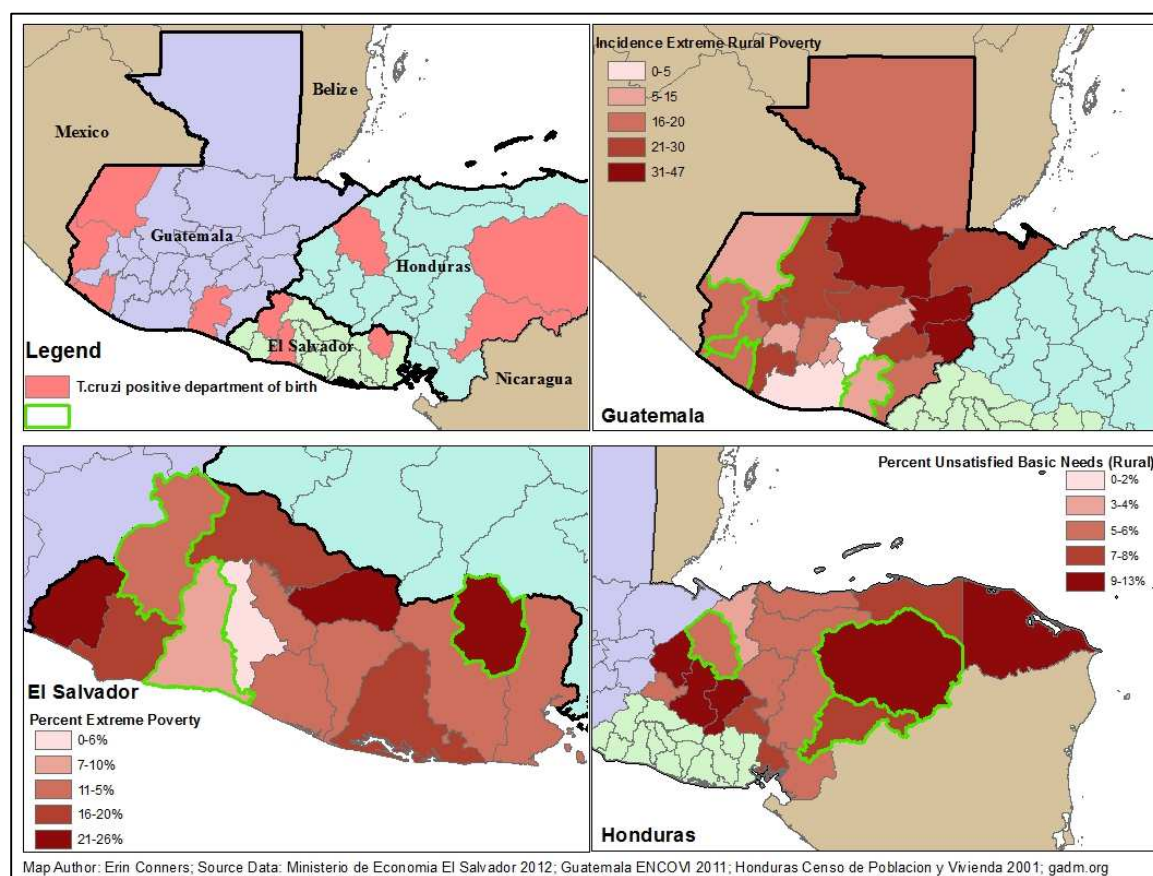 Belize
Mexico
Guatemala
Honduras
El Salvador
Nicaragua
Legend
T.cruzi positive department of birth
Incidence Extreme Rural Poverty
0-5
5-15
16-20
21-30
31-47
Guatemala
El Salvador
Percent Extreme Poverty
0-6%
7-10%
11-5%
16-20%
21-26%
Percent Unsatisfied Basic Needs (Rural)
0-2%
3-4%
5-6%
7-8%
9-13%
Honduras
Map Author: Erin Conners; Source Data: Ministerio de Economia El Salvador 2012; Guatemala ENCOVI 2011; Honduras Censo de Poblacion y Vivienda 2001; gadm.org